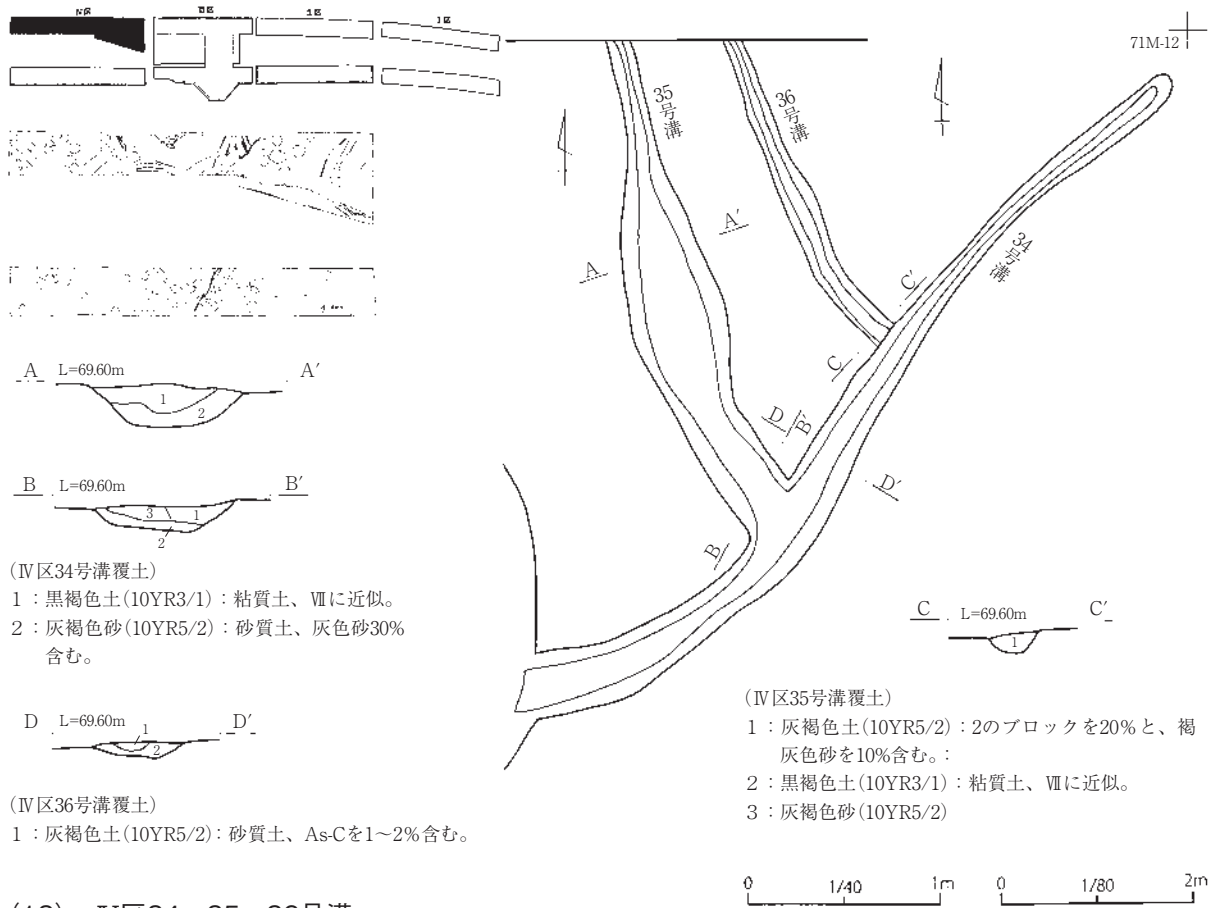 71M-12
35号溝
36号溝
34号溝
A
A′
C′
C
D
B′
D′
B
A L=69.60m A′
1
2
B L=69.60m B′
3 1
2
(Ⅳ区34号溝覆土)
1：黒褐色土(10YR3/1)：粘質土、Ⅶに近似。
2：灰褐色砂(10YR5/2)：砂質土、灰色砂30%
含む。
D L=69.60m D′
1
2
(Ⅳ区36号溝覆土)
1：灰褐色土(10YR5/2)：砂質土、As-Cを1～2%含む。
C L=69.60m C′
1
(Ⅳ区35号溝覆土)
1：灰褐色土(10YR5/2)：2のブロックを20%と、褐
灰色砂を10%含む。：
2：黒褐色土(10YR3/1)：粘質土、Ⅶに近似。
3：灰褐色砂(10YR5/2)
0 1/40 1m 0 1/80 2m